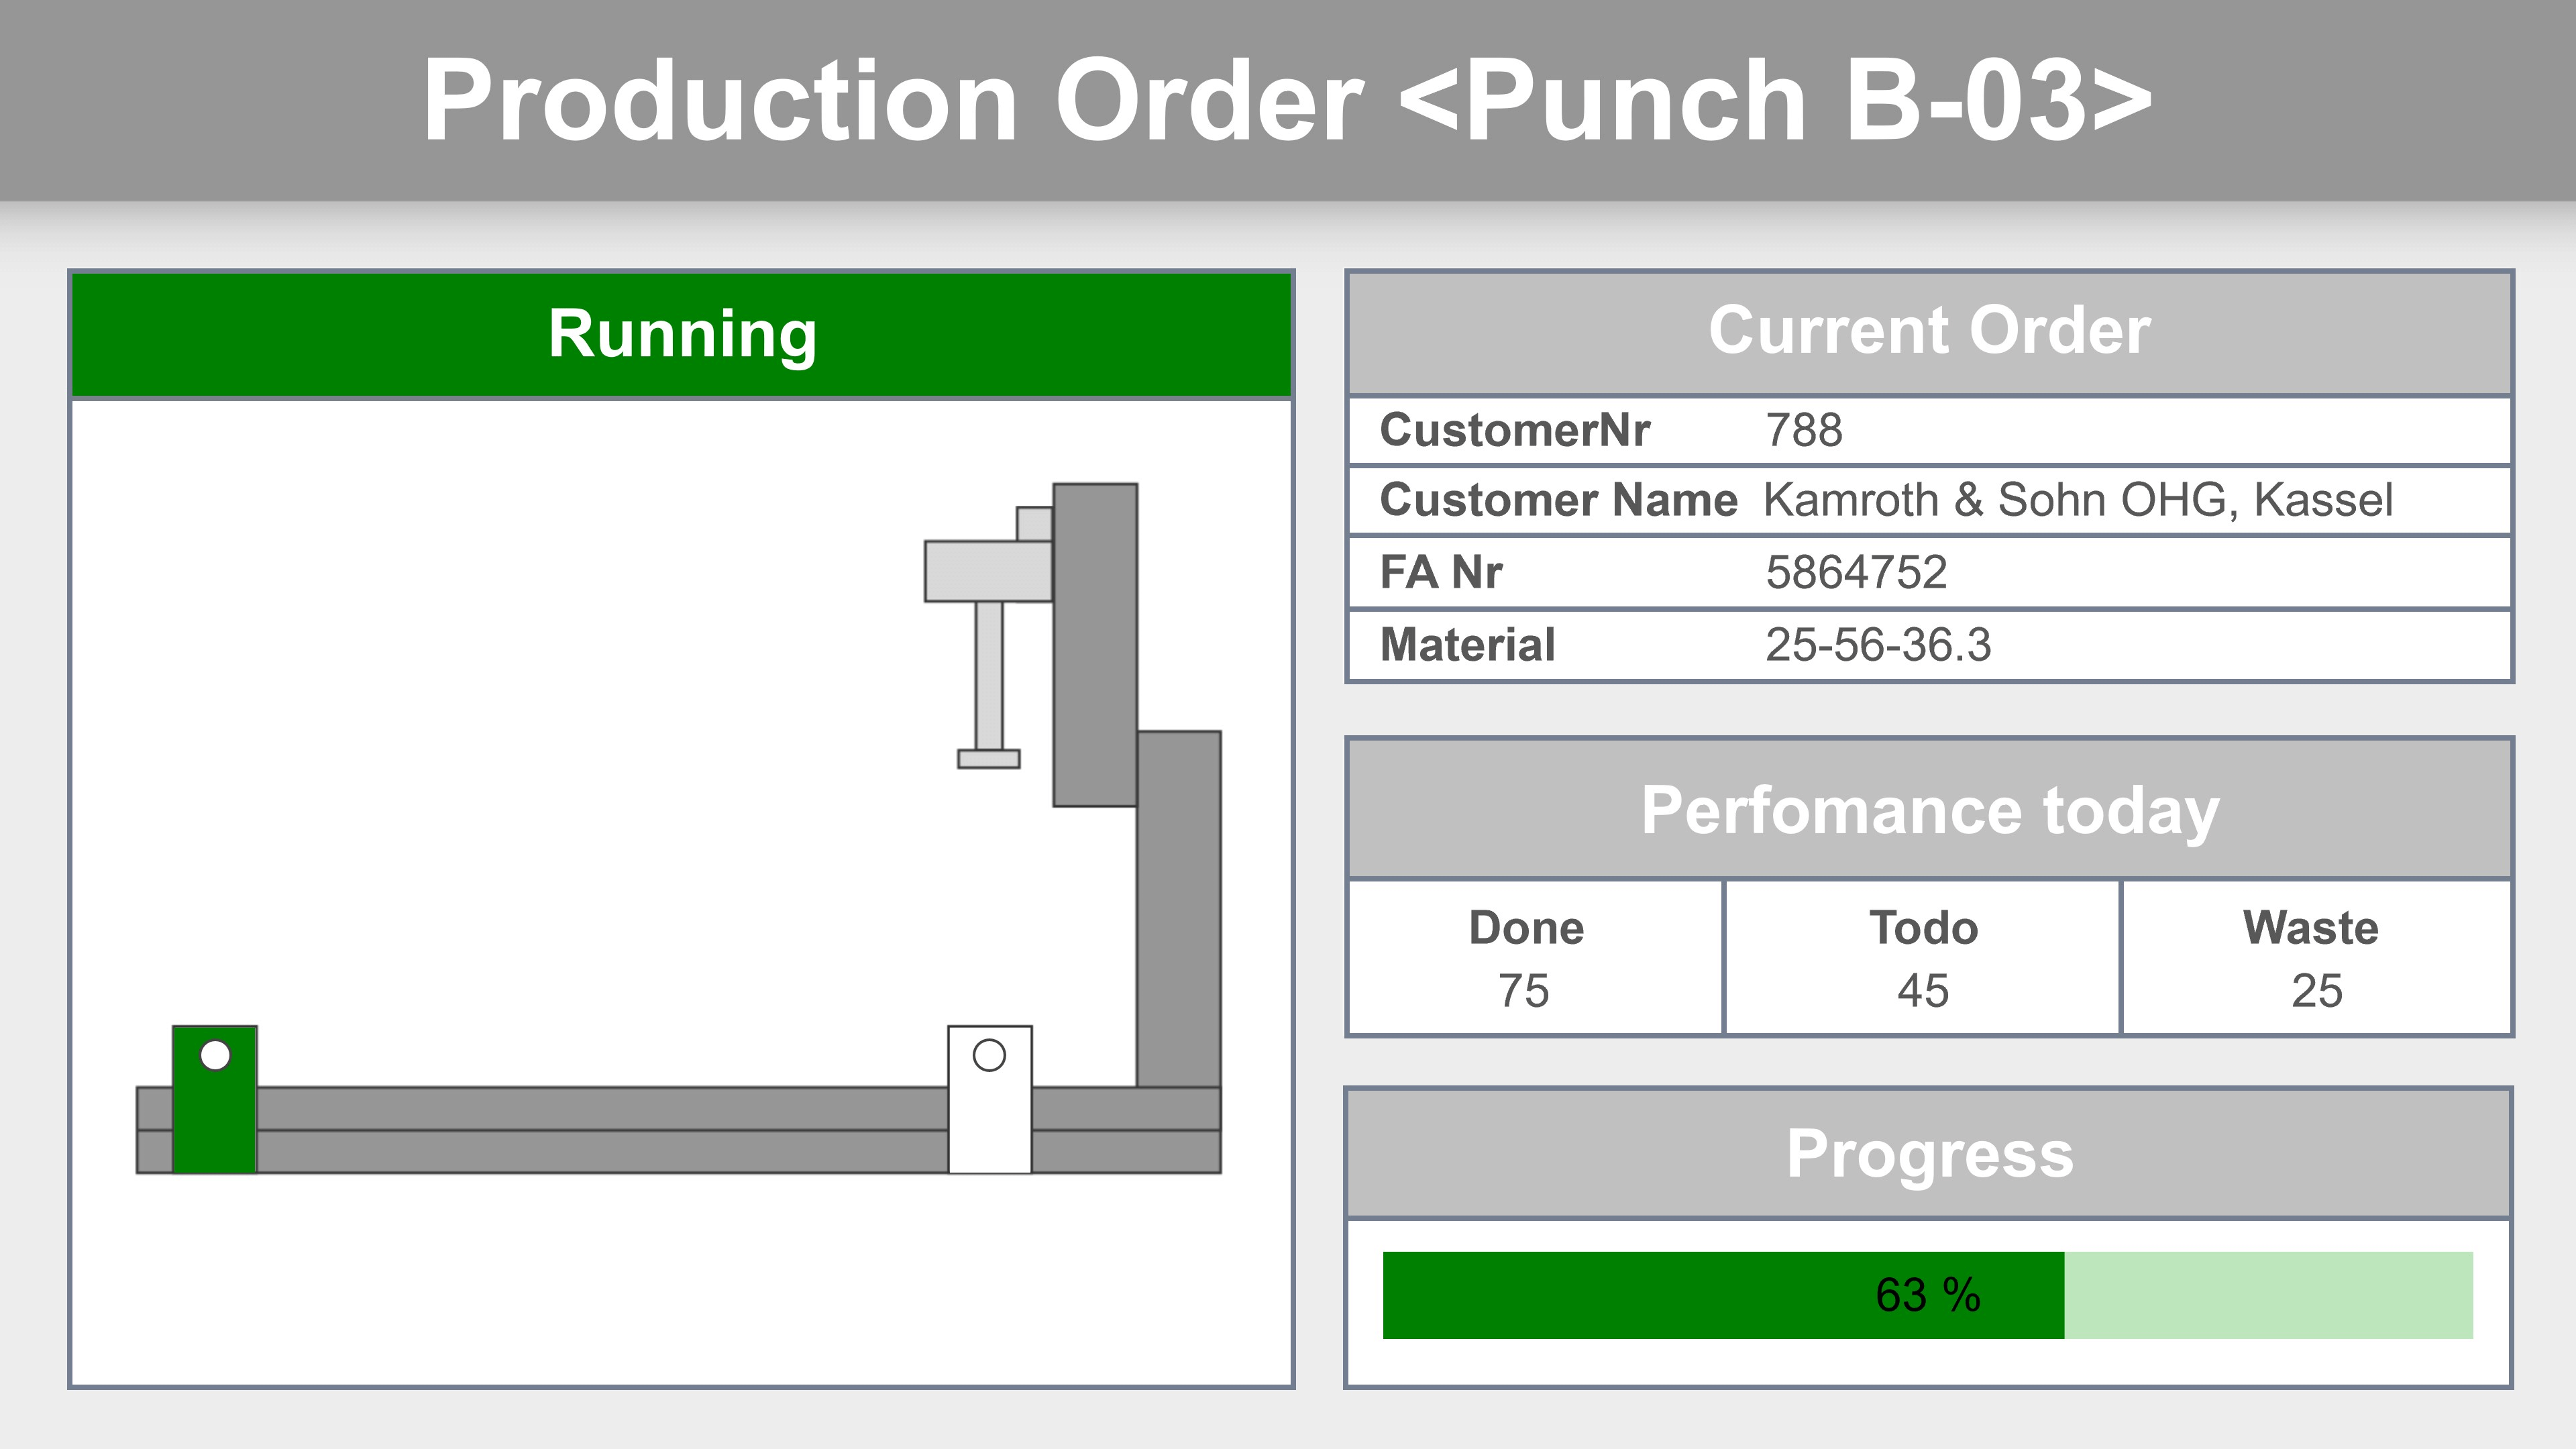 Production Order <Punch B-03>
Running
Current Order
CustomerNr 788
Customer Name Kamroth & Sohn OHG, Kassel
FA Nr 5864752
Material 25-56-36.3
Perfomance today
Done Todo Waste
75 45 25
Progress
63 %